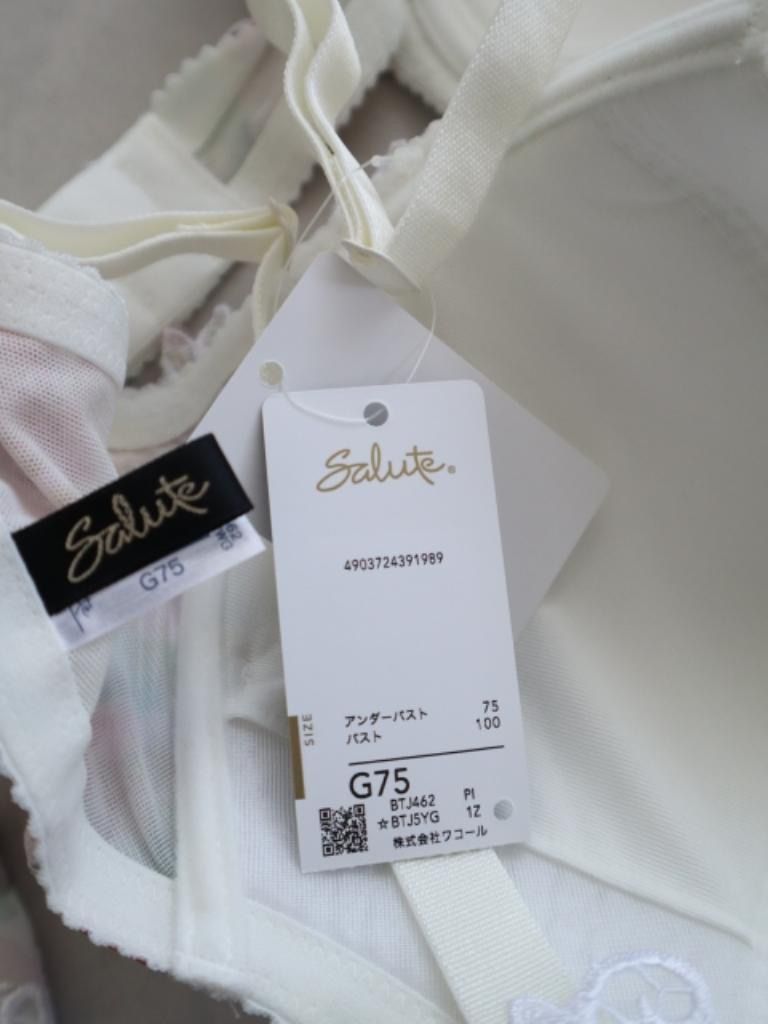 Salute®
4903724391989
SIZE
アンダーバスト 75
バスト 100
G75
BTJ462 PI
☆BTJ5YG 1Z
株式会社ワコール
Salute
G75